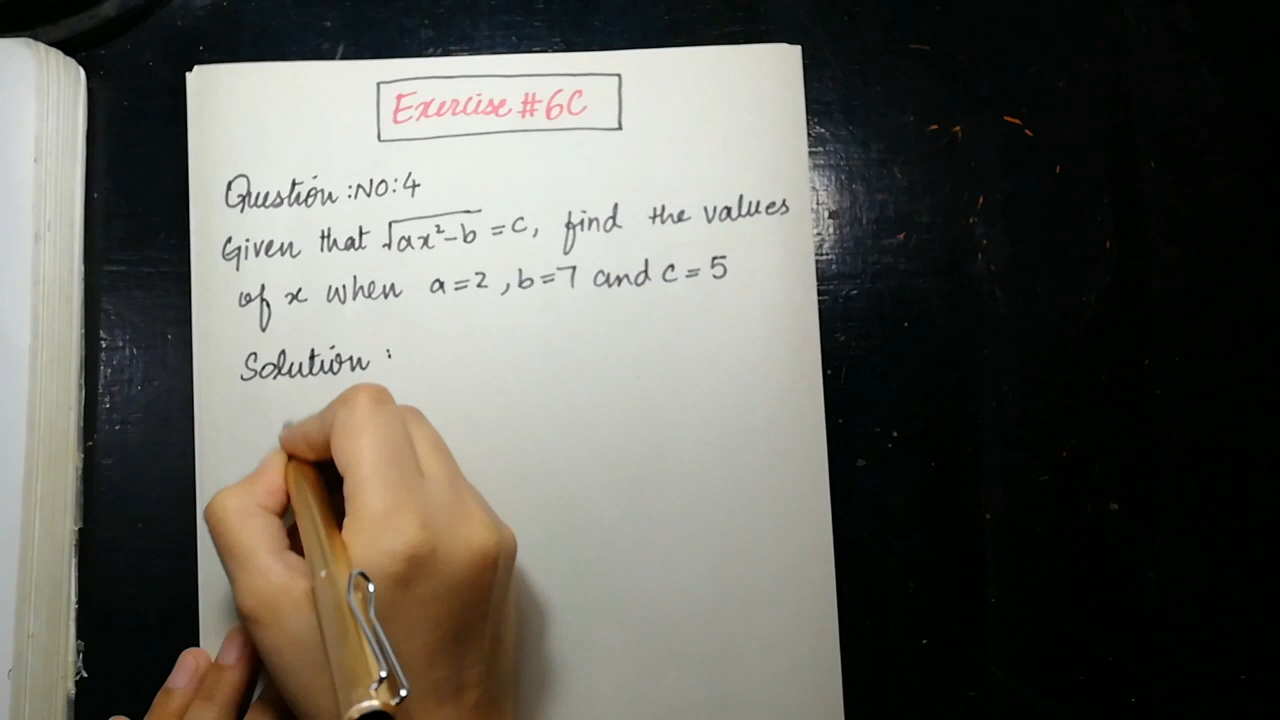 Exercise #6C
Question:NO:4
Given that √ax²-b = c, find the values
of x when a=2, b=7 and c=5
Solution :